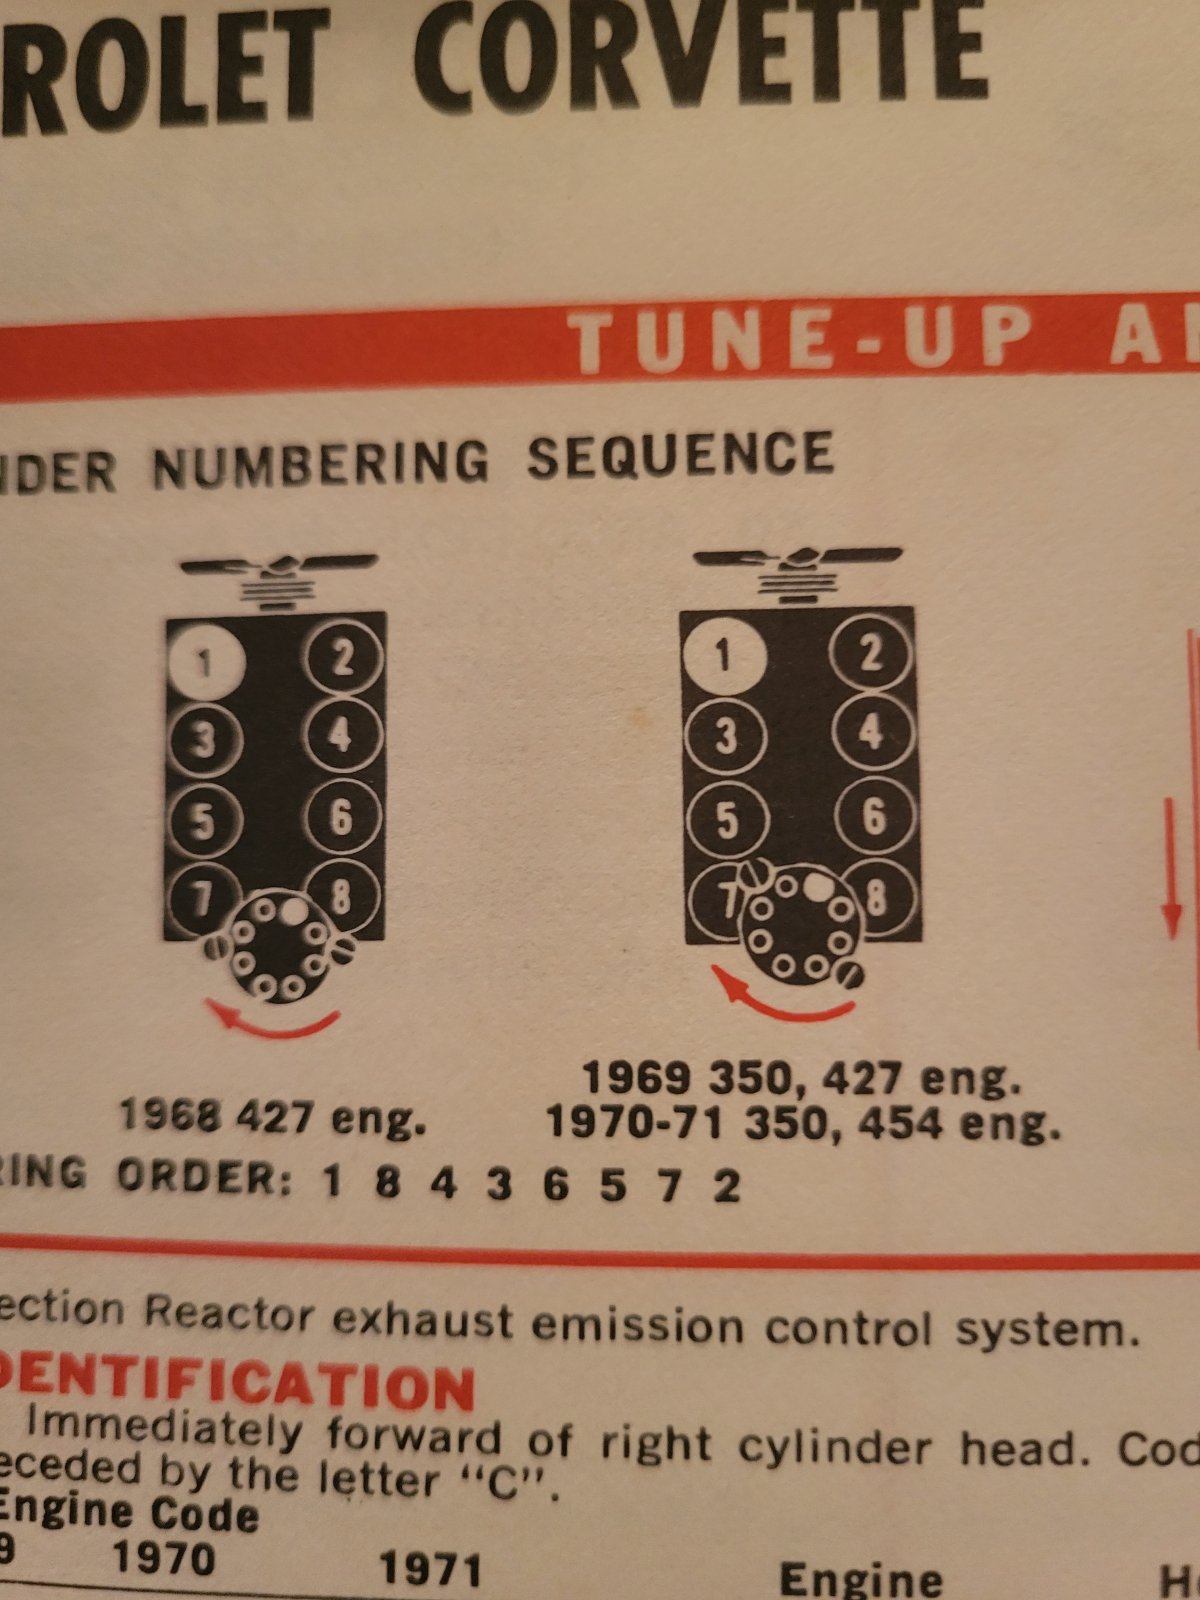 ROLET CORVETTE
TUNE-UP
NDER NUMBERING SEQUENCE
1 2 1 2
3 4 3 4
5 6 5 6
7 8 7 8
1969 350, 427 eng.
1968 427 eng. 1970-71 350, 454 eng.
RING ORDER: 1 8 4 3 6 5 7 2
ection Reactor exhaust emission control system.
DENTIFICATION
Immediately forward of right cylinder head. Cod
eceded by the letter “C”.
Engine Code
9 1970 1971 Engine